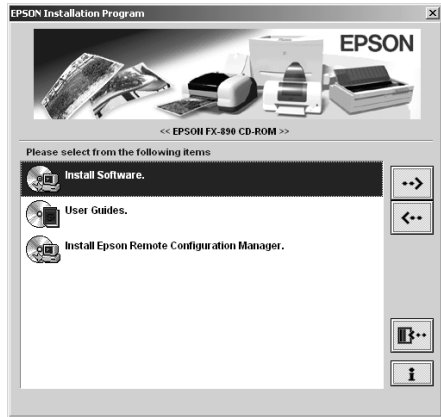 EPSON Installation Program
EPSON
<< EPSON FX-890 CD-ROM >>
Please select from the following items
Install Software.
User Guides.
Install Epson Remote Configuration Manager.